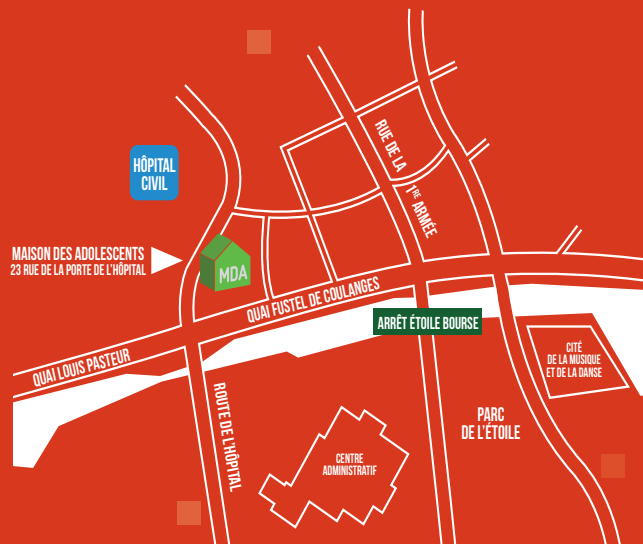 RUE DE LA
1RE ARMÉE
HÔPITAL
CIVIL
MAISON DES ADOLESCENTS
23 RUE DE LA PORTE DE L'HÔPITAL
MDA
QUAI FUSTEL DE COULANGES
ARRÊT ÉTOILE BOURSE
QUAI LOUIS PASTEUR
CITÉ
DE LA MUSIQUE
ET DE LA DANSE
ROUTE DE L'HÔPITAL
PARC
DE L'ÉTOILE
CENTRE
ADMINISTRATIF